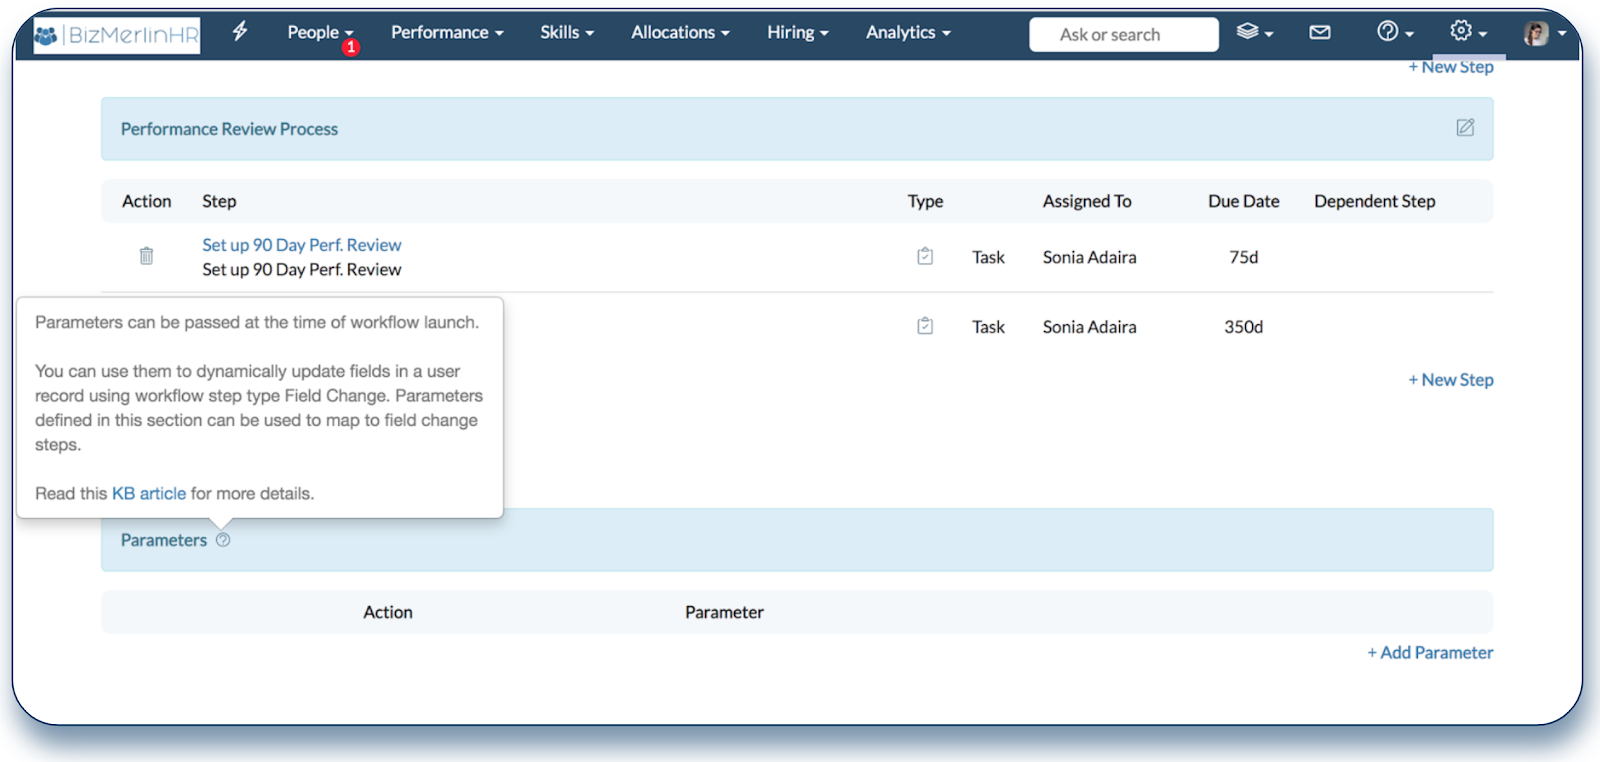 BizMerlinHR
People
1
Performance
Skills
Allocations
Hiring
Analytics
Ask or search
+ New Step
Performance Review Process
Action Step Type Assigned To Due Date Dependent Step
Set up 90 Day Perf. Review
Set up 90 Day Perf. Review
Task Sonia Adaira 75d
Task Sonia Adaira 350d
+ New Step
Parameters can be passed at the time of workflow launch.
You can use them to dynamically update fields in a user
record using workflow step type Field Change. Parameters
defined in this section can be used to map to field change
steps.
Read this KB article for more details.
Parameters
Action Parameter
+ Add Parameter